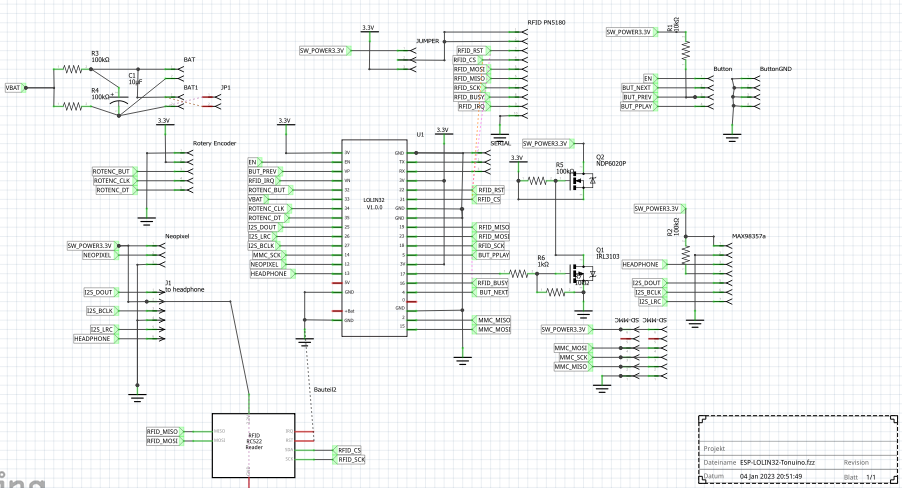 RFID PN5180
3.3V
JUMPER
SW_POWER3.3V
RFID_RST
RFID_CS
RFID_MOSI
RFID_MISO
RFID_SCK
RFID_BUSY
RFID_IRQ
SW_POWER3.3V
R1
Button
ButtonGND
EN
BUT_NEXT
BUT_PREV
BUT_PPLAY
R3
100kΩ
BAT
C1
10µF
VBAT
R4
100kΩ
BAT1
JP1
3.3V
Rotery Encoder
ROTENC_BUT
ROTENC_CLK
ROTENC_DT
3.3V
U1
3.3V
SERIAL
EN
BUT_PREV
RFID_IRQ
ROTENC_BUT
VBAT
ROTENC_CLK
ROTENC_DT
I2S_DOUT
I2S_LRC
I2S_BCLK
MMC_SCK
NEOPIXEL
HEADPHONE
LOLIN32
V1.0.0
RFID_RST
RFID_CS
RFID_MISO
RFID_MOSI
RFID_SCK
BUT_PPLAY
RFID_BUSY
BUT_NEXT
MMC_MISO
MMC_MOSI
SW_POWER3.3V
3.3V
Q2
NDP6020P
R5
100kΩ
Q1
IRL3103
R6
1kΩ
SW_POWER3.3V
R2
100kΩ
MAX98357a
HEADPHONE
I2S_DOUT
I2S_BCLK
I2S_LRC
Neopixel
SW_POWER3.3V
NEOPIXEL
J1
to headphone
I2S_DOUT
I2S_BCLK
I2S_LRC
HEADPHONE
SW_POWER3.3V
SD-MMC
SD-MMC
MMC_MOSI
MMC_SCK
MMC_MISO
Bauteil2
RFID_MISO
RFID_MOSI
RFID
RC522
Reader
RFID_CS
RFID_SCK
Projekt
Dateiname ESP-LOLIN32-Tonuino.fzz Revision
Datum 04 Jan 2023 20:51:49 Blatt 1/1